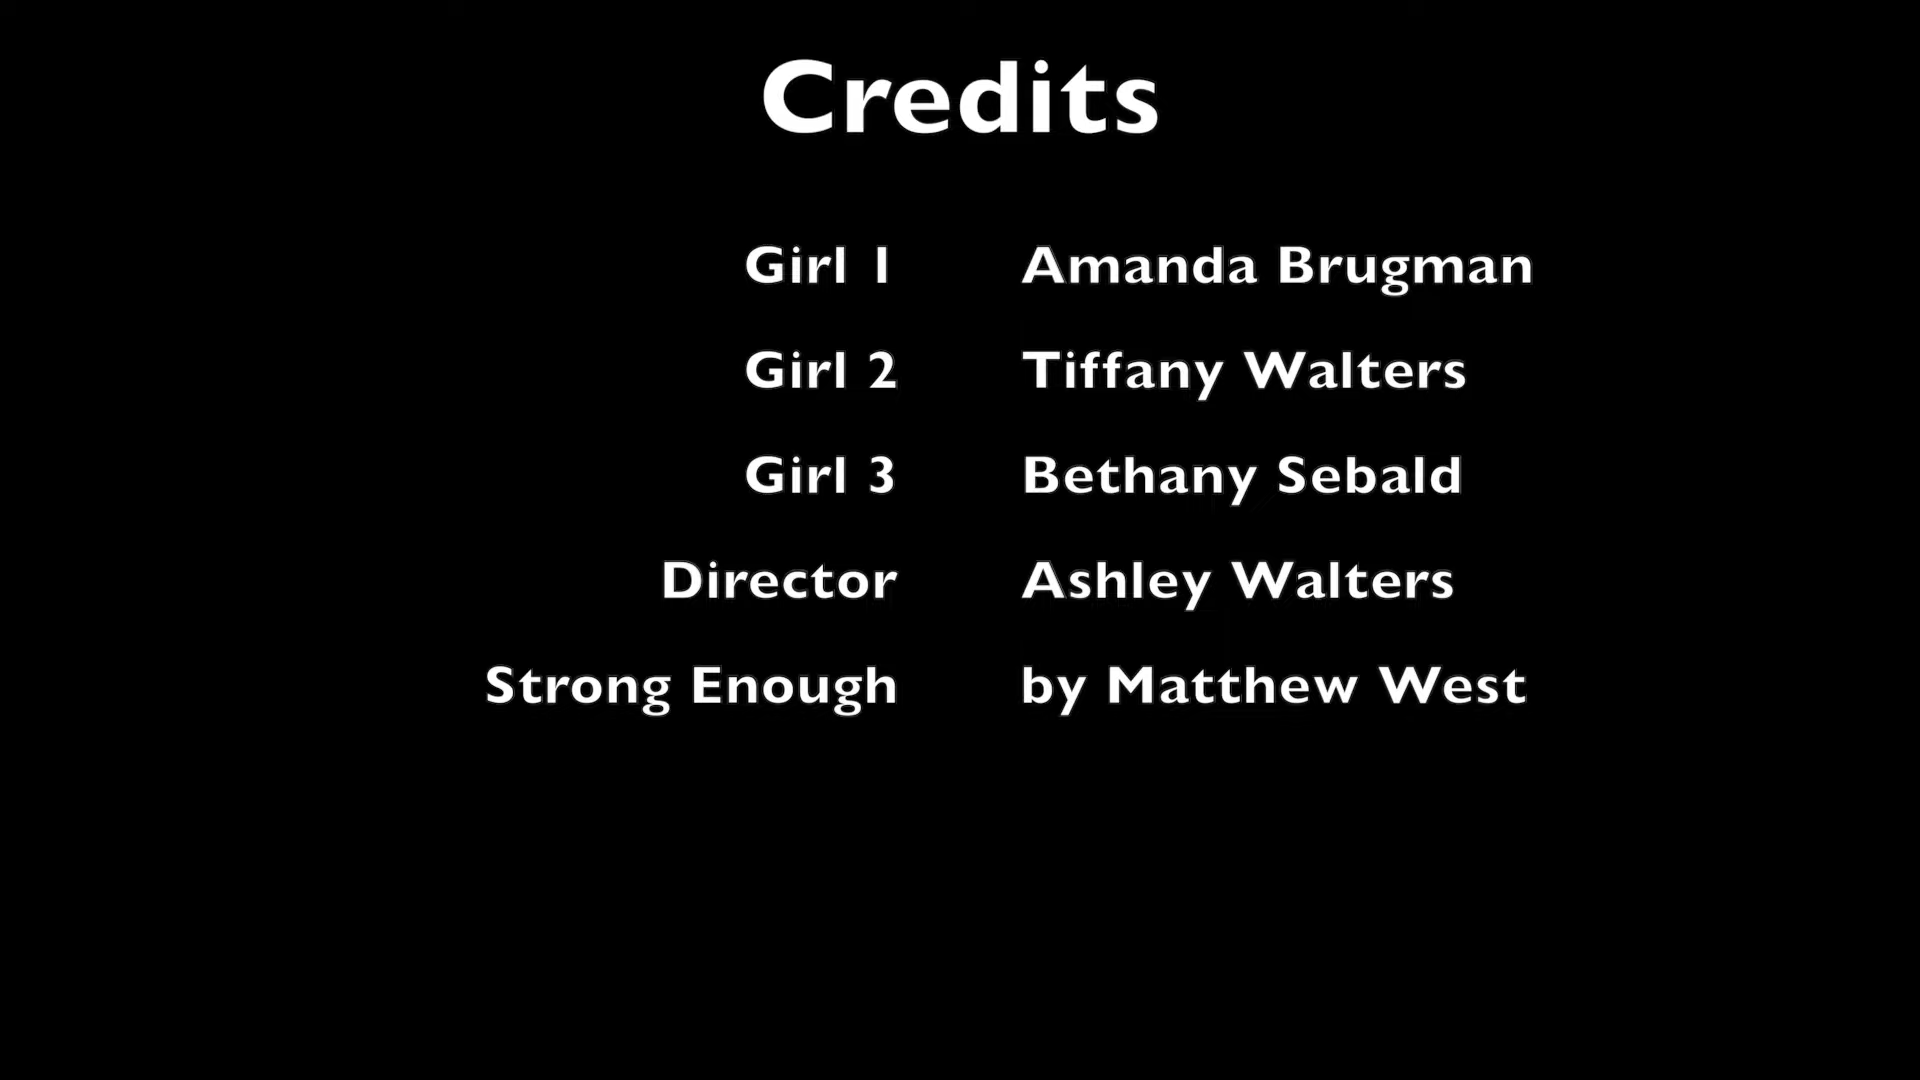 Credits
Girl 1 Amanda Brugman
Girl 2 Tiffany Walters
Girl 3 Bethany Sebald
Director Ashley Walters
Strong Enough by Matthew West